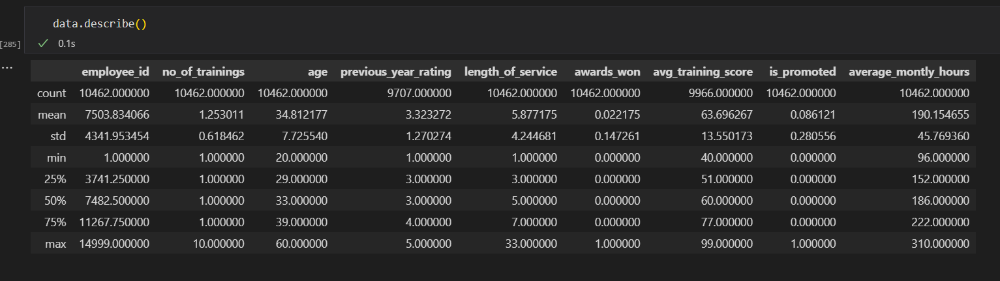 data.describe()
[285]
0.1s
...
employee_id no_of_trainings age previous_year_rating length_of_service awards_won avg_training_score is_promoted average_montly_hours
count 10462.000000 10462.000000 10462.000000 9707.000000 10462.000000 10462.000000 9966.000000 10462.000000 10462.000000
mean 7503.834066 1.253011 34.812177 3.323272 5.877175 0.022175 63.696267 0.086121 190.154655
std 4341.953454 0.618462 7.725540 1.270274 4.244681 0.147261 13.550173 0.280556 45.769360
min 1.000000 1.000000 20.000000 1.000000 1.000000 0.000000 40.000000 0.000000 96.000000
25% 3741.250000 1.000000 29.000000 3.000000 3.000000 0.000000 51.000000 0.000000 152.000000
50% 7482.500000 1.000000 33.000000 3.000000 5.000000 0.000000 60.000000 0.000000 186.000000
75% 11267.750000 1.000000 39.000000 4.000000 7.000000 0.000000 77.000000 0.000000 222.000000
max 14999.000000 10.000000 60.000000 5.000000 33.000000 1.000000 99.000000 1.000000 310.000000